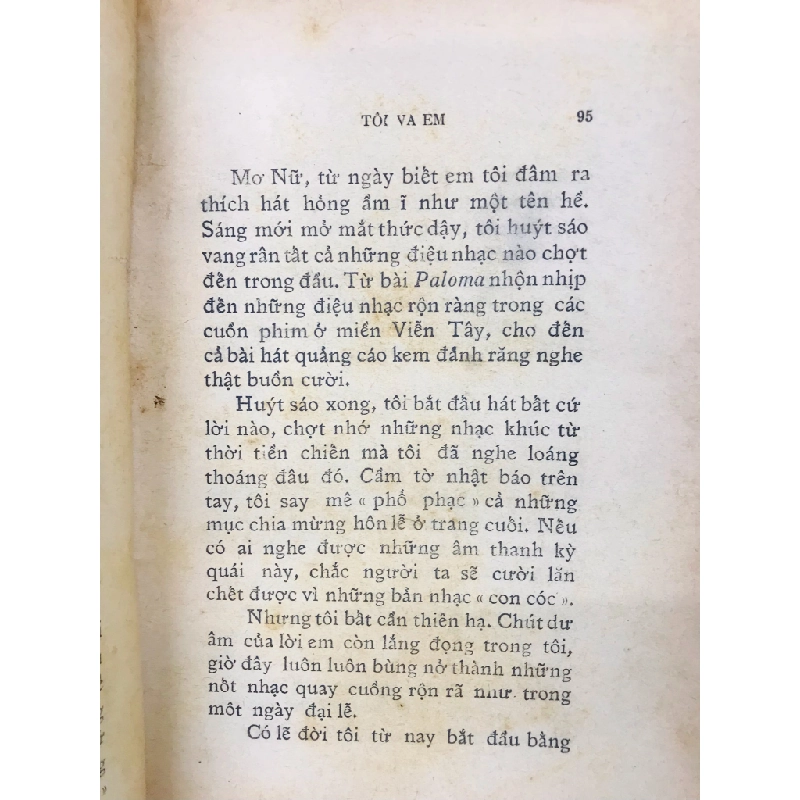 TÔI VA EM 95
Mơ Nữ, từ ngày biết em tôi đâm ra
thích hát hỏng ầm ĩ như một tên hề.
Sáng mới mở mắt thức dậy, tôi huýt sáo
vang rân tất cả những điệu nhạc nào chợt
đến trong đầu. Từ bài Paloma nhộn nhịp
đến những điệu nhạc rộn ràng trong các
cuốn phim ở miền Viễn Tây, cho đến
cả bài hát quảng cáo kem đánh răng nghe
thật buồn cười.
Huýt sáo xong, tôi bắt đầu hát bất cứ
lời nào, chợt nhớ những nhạc khúc từ
thời tiền chiến mà tôi đã nghe loáng
thoáng đâu đó. Cầm tờ nhật báo trên
tay, tôi say mê « phổ phạc » cả những
mục chia mừng hôn lễ ở trang cuối. Nếu
có ai nghe được những âm thanh kỳ
quái này, chắc người ta sẽ cười lăn
chết được vì những bản nhạc « con cóc ».
Nhưng tôi bất cần thiên hạ. Chút dư
âm của lời em còn lắng đọng trong tôi,
giờ đây luôn luôn bùng nở thành những
nốt nhạc quay cuồng rộn rã như trong
môt ngày đại lễ.
Có lẽ đời tôi từ nay bắt đầu bằng